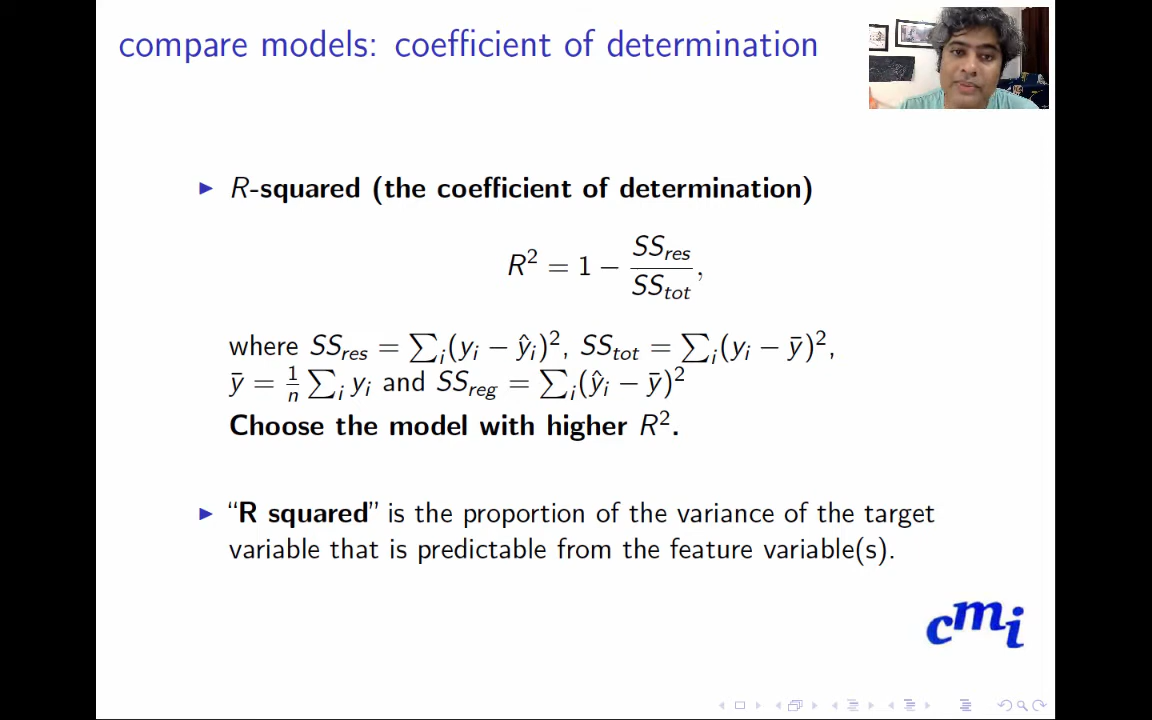 compare models: coefficient of determination
▶ R-squared (the coefficient of determination)
R² = 1 − SS_res / SS_tot,
where SS_res = ∑_i(y_i − ŷ_i)², SS_tot = ∑_i(y_i − ȳ)²,
ȳ = 1/n ∑_i y_i and SS_reg = ∑_i(ŷ_i − ȳ)²
Choose the model with higher R².
▶ “R squared” is the proportion of the variance of the target
variable that is predictable from the feature variable(s).
cmi